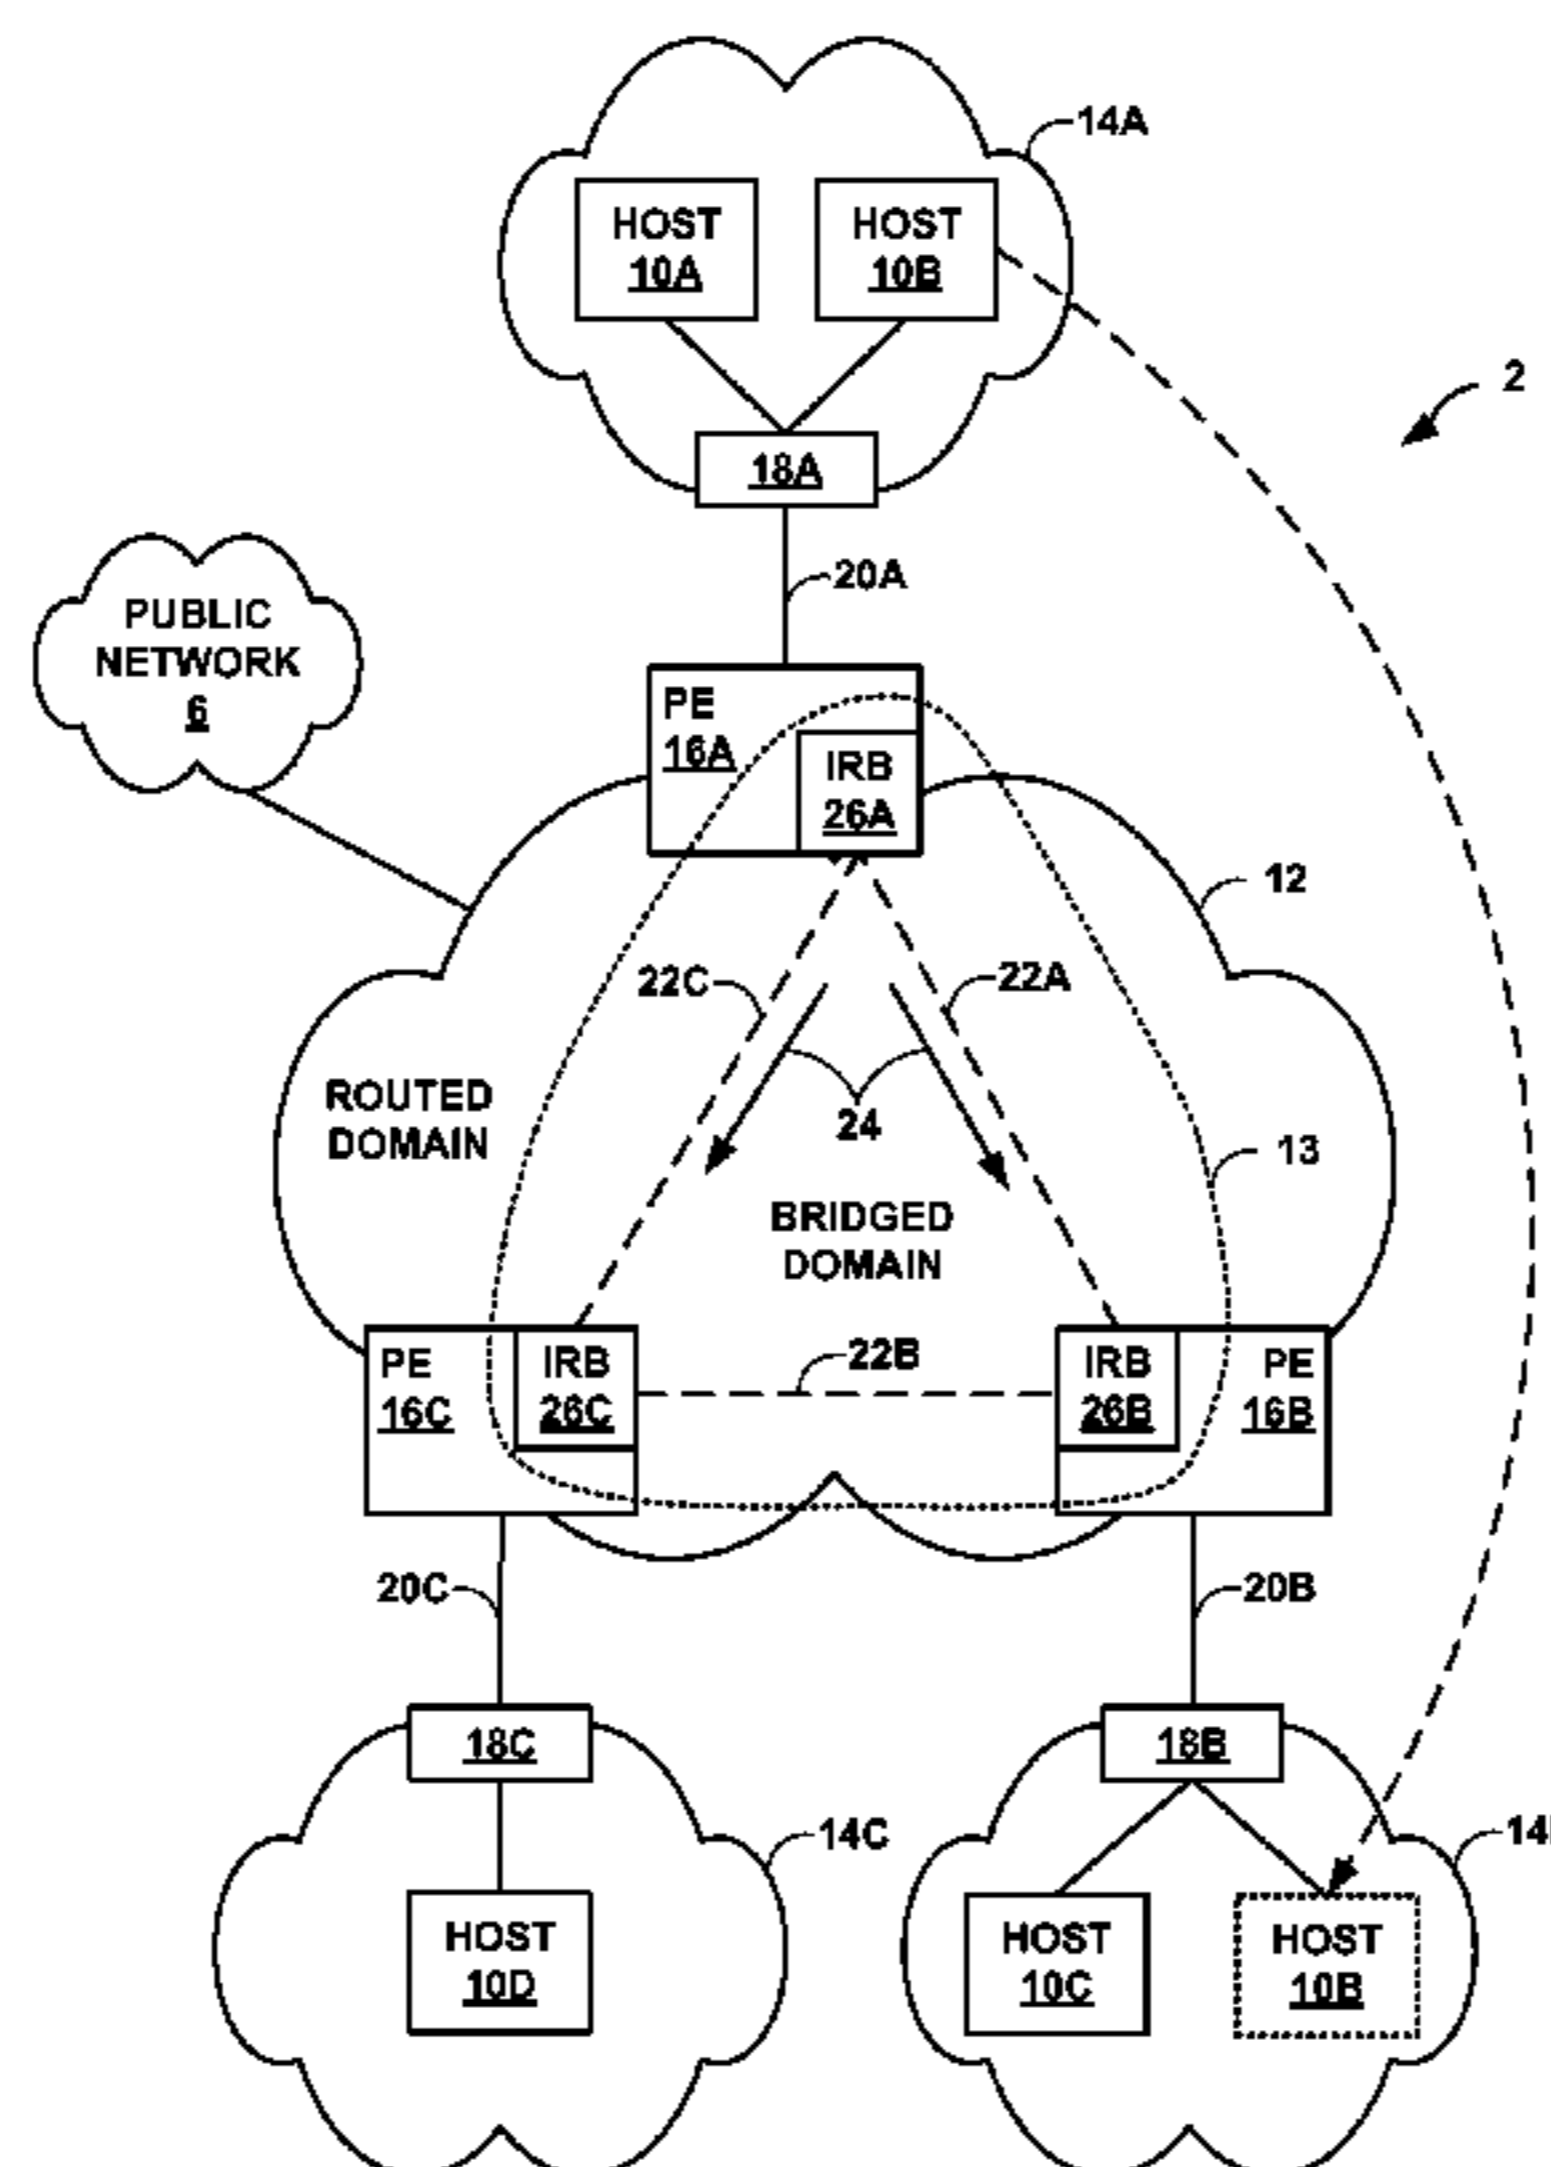 14A
HOST
10A
HOST
10B
2
18A
20A
PUBLIC
NETWORK
6
PE
16A
IRB
26A
12
22C
22A
24
ROUTED
DOMAIN
13
BRIDGED
DOMAIN
PE
16C
IRB
26C
22B
IRB
26B
PE
16B
20C
20B
18C
18B
14C
HOST
10D
HOST
10C
HOST
10B